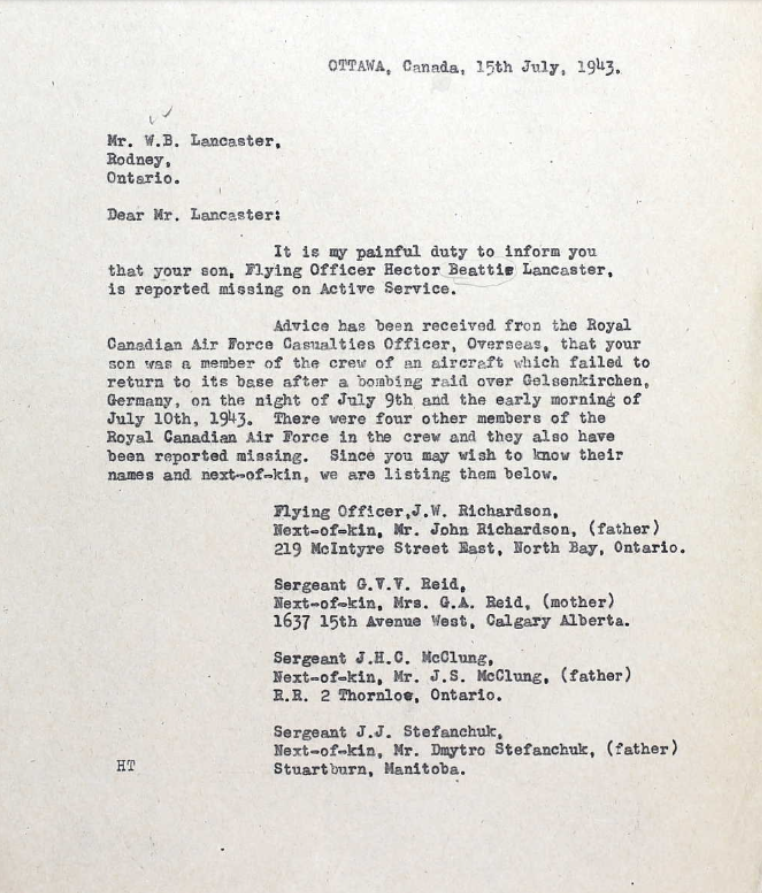 OTTAWA, Canada, 15th July, 1943.
Mr. W.B. Lancaster,
Rodney,
Ontario.
Dear Mr. Lancaster:
It is my painful duty to inform you
that your son, Flying Officer Hector Beattie Lancaster,
is reported missing on Active Service.
Advice has been received from the Royal
Canadian Air Force Casualties Officer, Overseas, that your
son was a member of the crew of an aircraft which failed to
return to its base after a bombing raid over Gelsenkirchen,
Germany, on the night of July 9th and the early morning of
July 10th, 1943. There were four other members of the
Royal Canadian Air Force in the crew and they also have
been reported missing. Since you may wish to know their
names and next-of-kin, we are listing them below.
Flying Officer,J.W. Richardson,
Next-of-kin, Mr. John Richardson, (father)
219 McIntyre Street East, North Bay, Ontario.
Sergeant G.V.V. Reid,
Next-of-kin, Mrs. G.A. Reid, (mother)
1637 15th Avenue West, Calgary Alberta.
Sergeant J.H.C. McClung,
Next-of-kin, Mr. J.S. McClung, (father)
R.R. 2 Thornloe, Ontario.
Sergeant J.J. Stefanchuk,
Next-of-kin, Mr. Dmytro Stefanchuk, (father)
Stuartburn, Manitoba.
HT